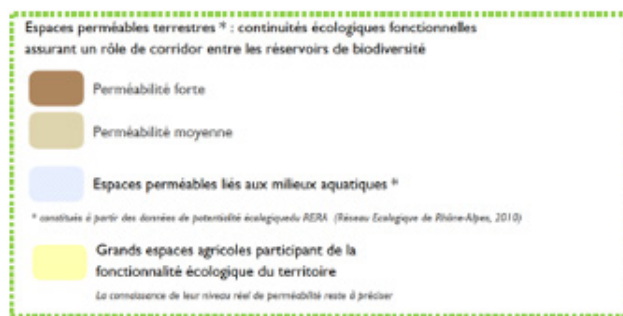 Espaces perméables terrestres * : continuités écologiques fonctionnelles
assurant un rôle de corridor entre les réservoirs de biodiversité
Perméabilité forte
Perméabilité moyenne
Espaces perméables liés aux milieux aquatiques *
* constitués à partir des données de potentialité écologiquedu RERA (Réseau Ecologique de Rhône-Alpes, 2010)
Grands espaces agricoles participant de la
fonctionnalité écologique du territoire
La connaissance de leur niveau réel de perméabilité reste à préciser